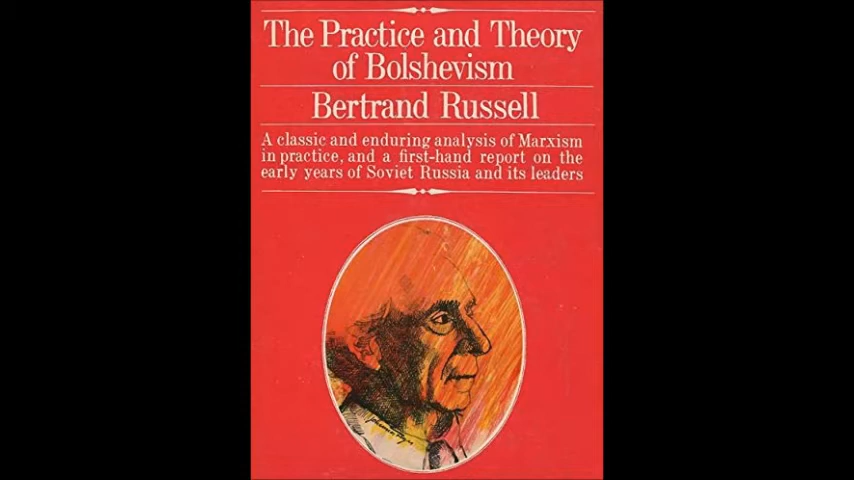 The Practice and Theory
of Bolshevism
Bertrand Russell
A classic and enduring analysis of Marxism
in practice, and a first-hand report on the
early years of Soviet Russia and its leaders